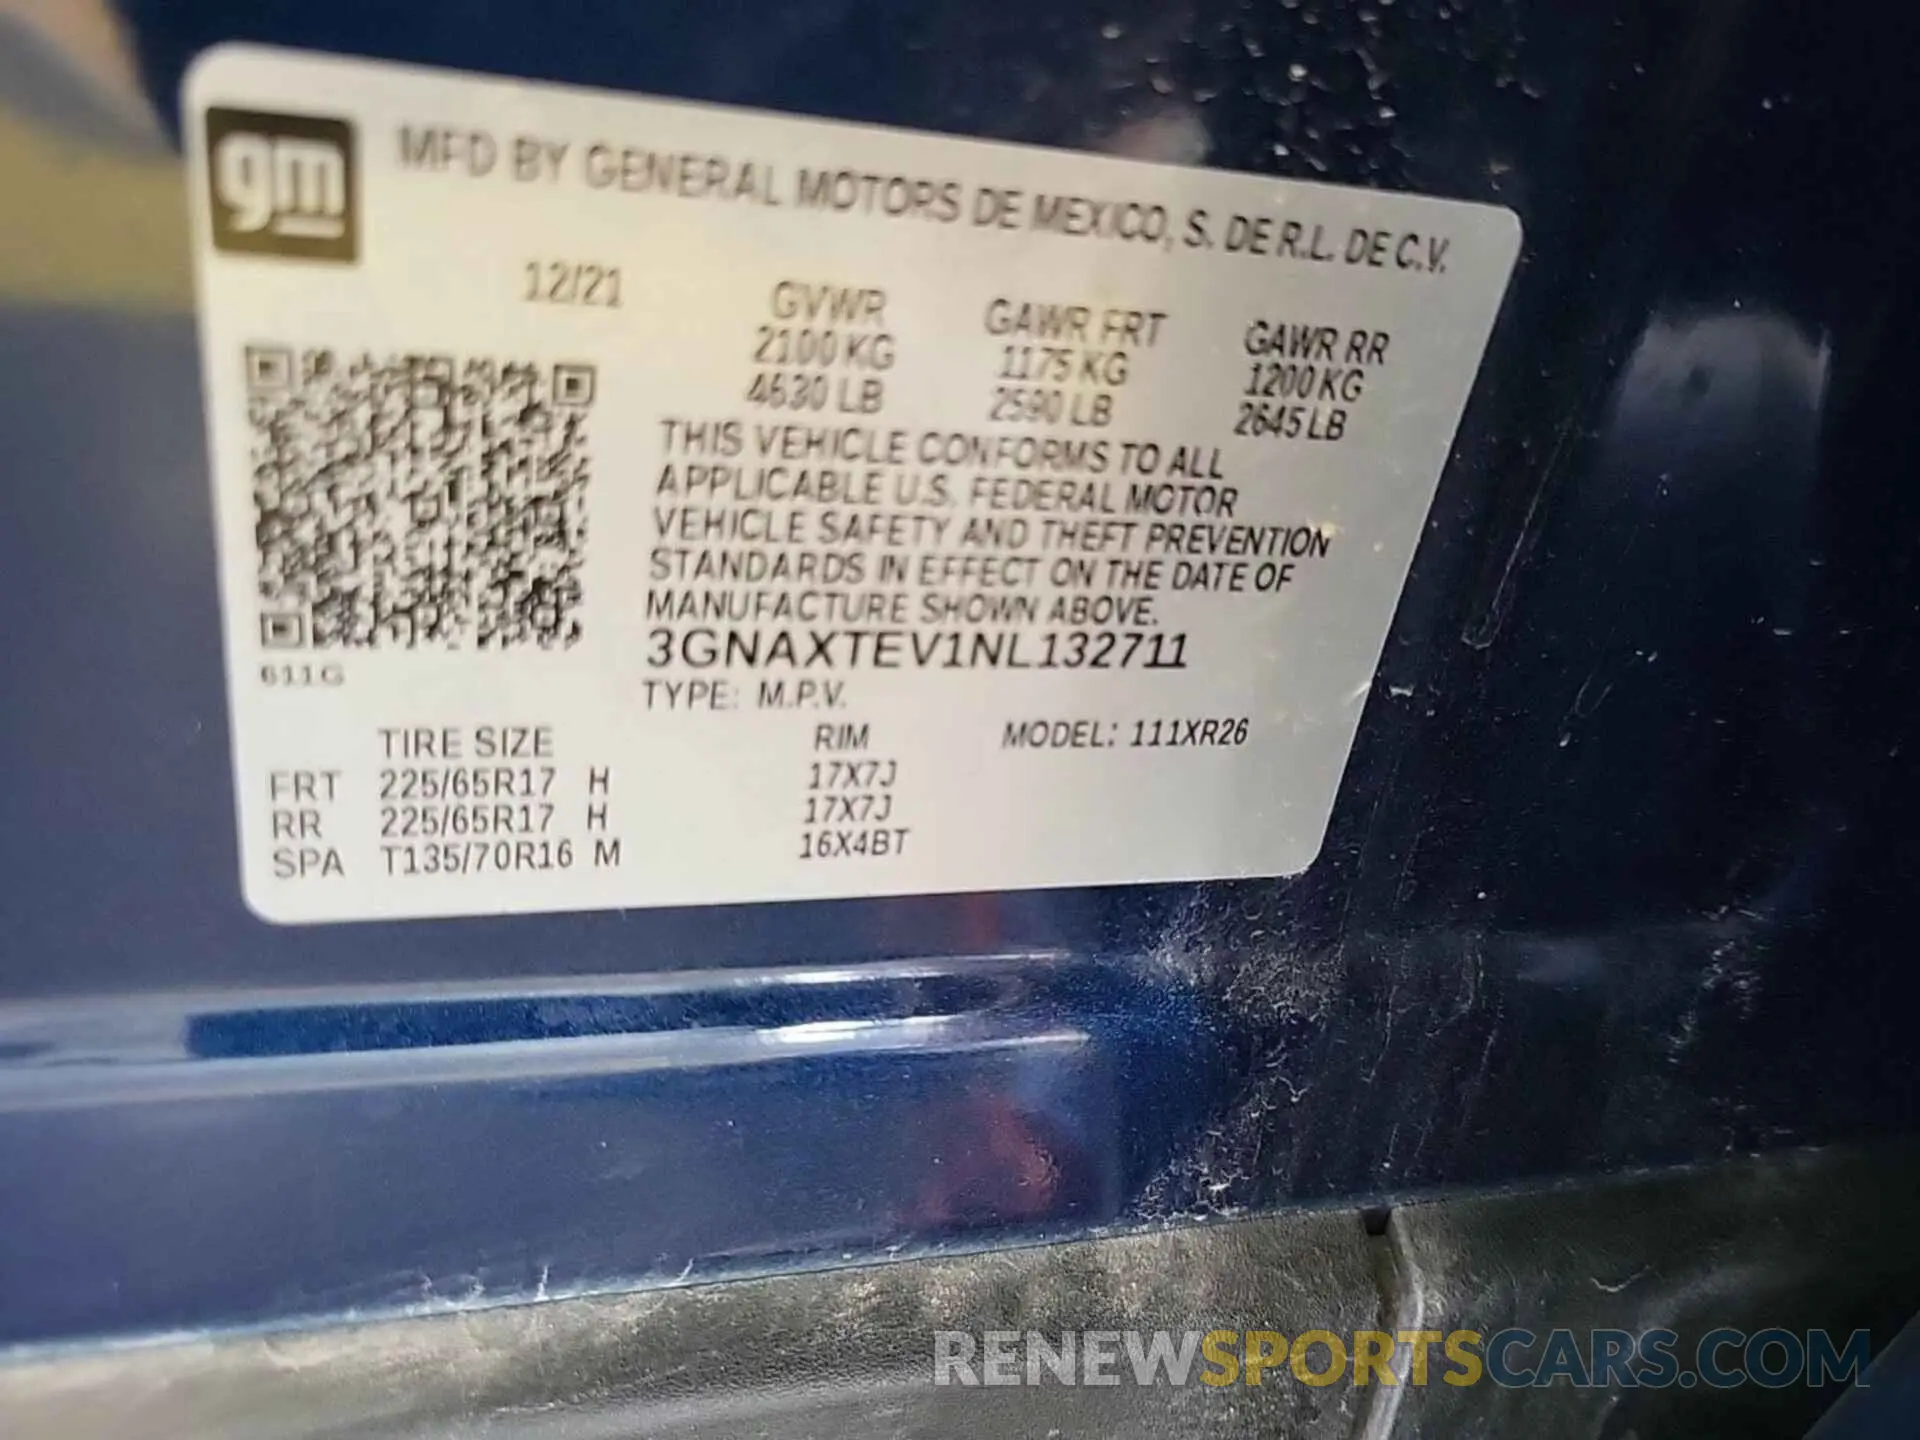 gm
MFD BY GENERAL MOTORS DE MEXICO, S. DE R.L. DE C.V.
12/21 GVWR GAWR FRT GAWR RR
2100 KG 1175 KG 1200 KG
4630 LB 2590 LB 2645 LB
THIS VEHICLE CONFORMS TO ALL
APPLICABLE U.S. FEDERAL MOTOR
VEHICLE SAFETY AND THEFT PREVENTION
STANDARDS IN EFFECT ON THE DATE OF
MANUFACTURE SHOWN ABOVE.
3GNAXTEV1NL132711
611G
TYPE: M.P.V.
TIRE SIZE RIM MODEL: 111XR26
FRT 225/65R17 H 17X7J
RR 225/65R17 H 17X7J
SPA T135/70R16 M 16X4BT
RENEWSPORTSCARS.COM